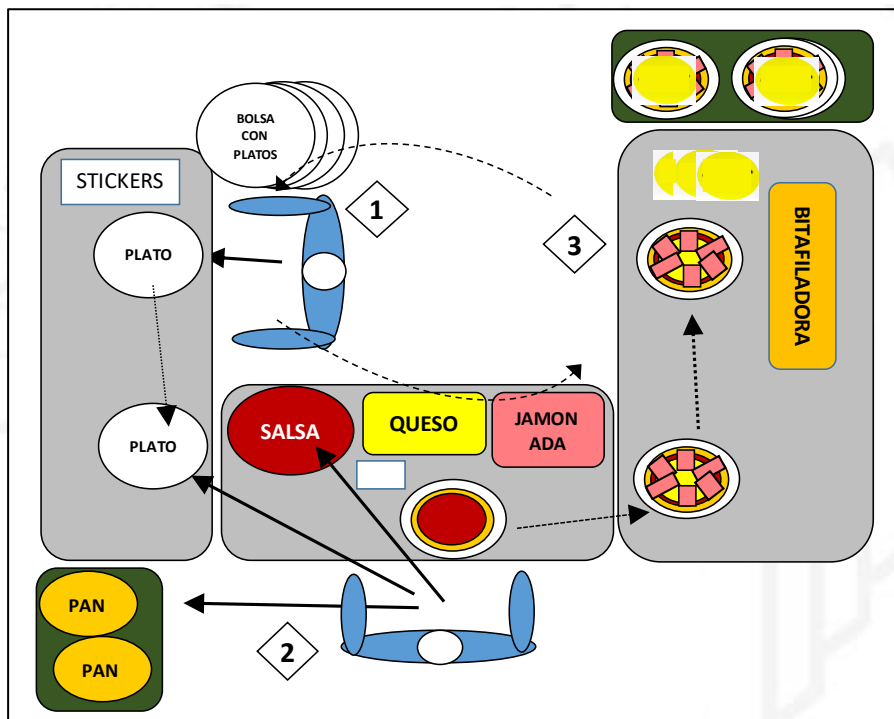 BOLSA
CON
PLATOS
STICKERS
1
PLATO
3
BITAFILADORA
PLATO
SALSA
QUESO
JAMON
ADA
PAN
2
PAN